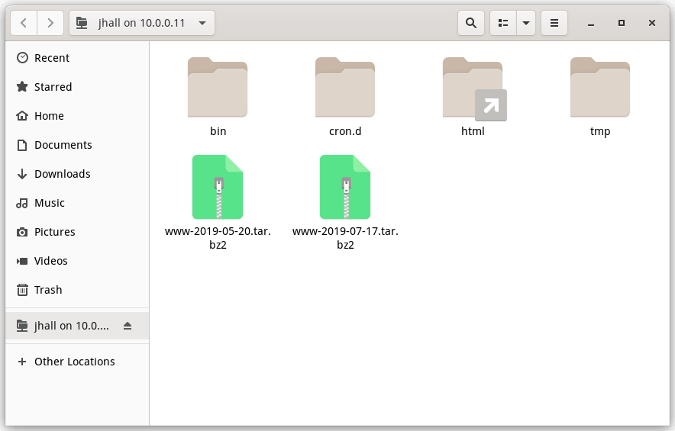 jhall on 10.0.0.11
Recent
Starred
Home
Documents
Downloads
Music
Pictures
Videos
Trash
jhall on 10.0....
Other Locations
bin
cron.d
html
tmp
www-2019-05-20.tar.
bz2
www-2019-07-17.tar.
bz2